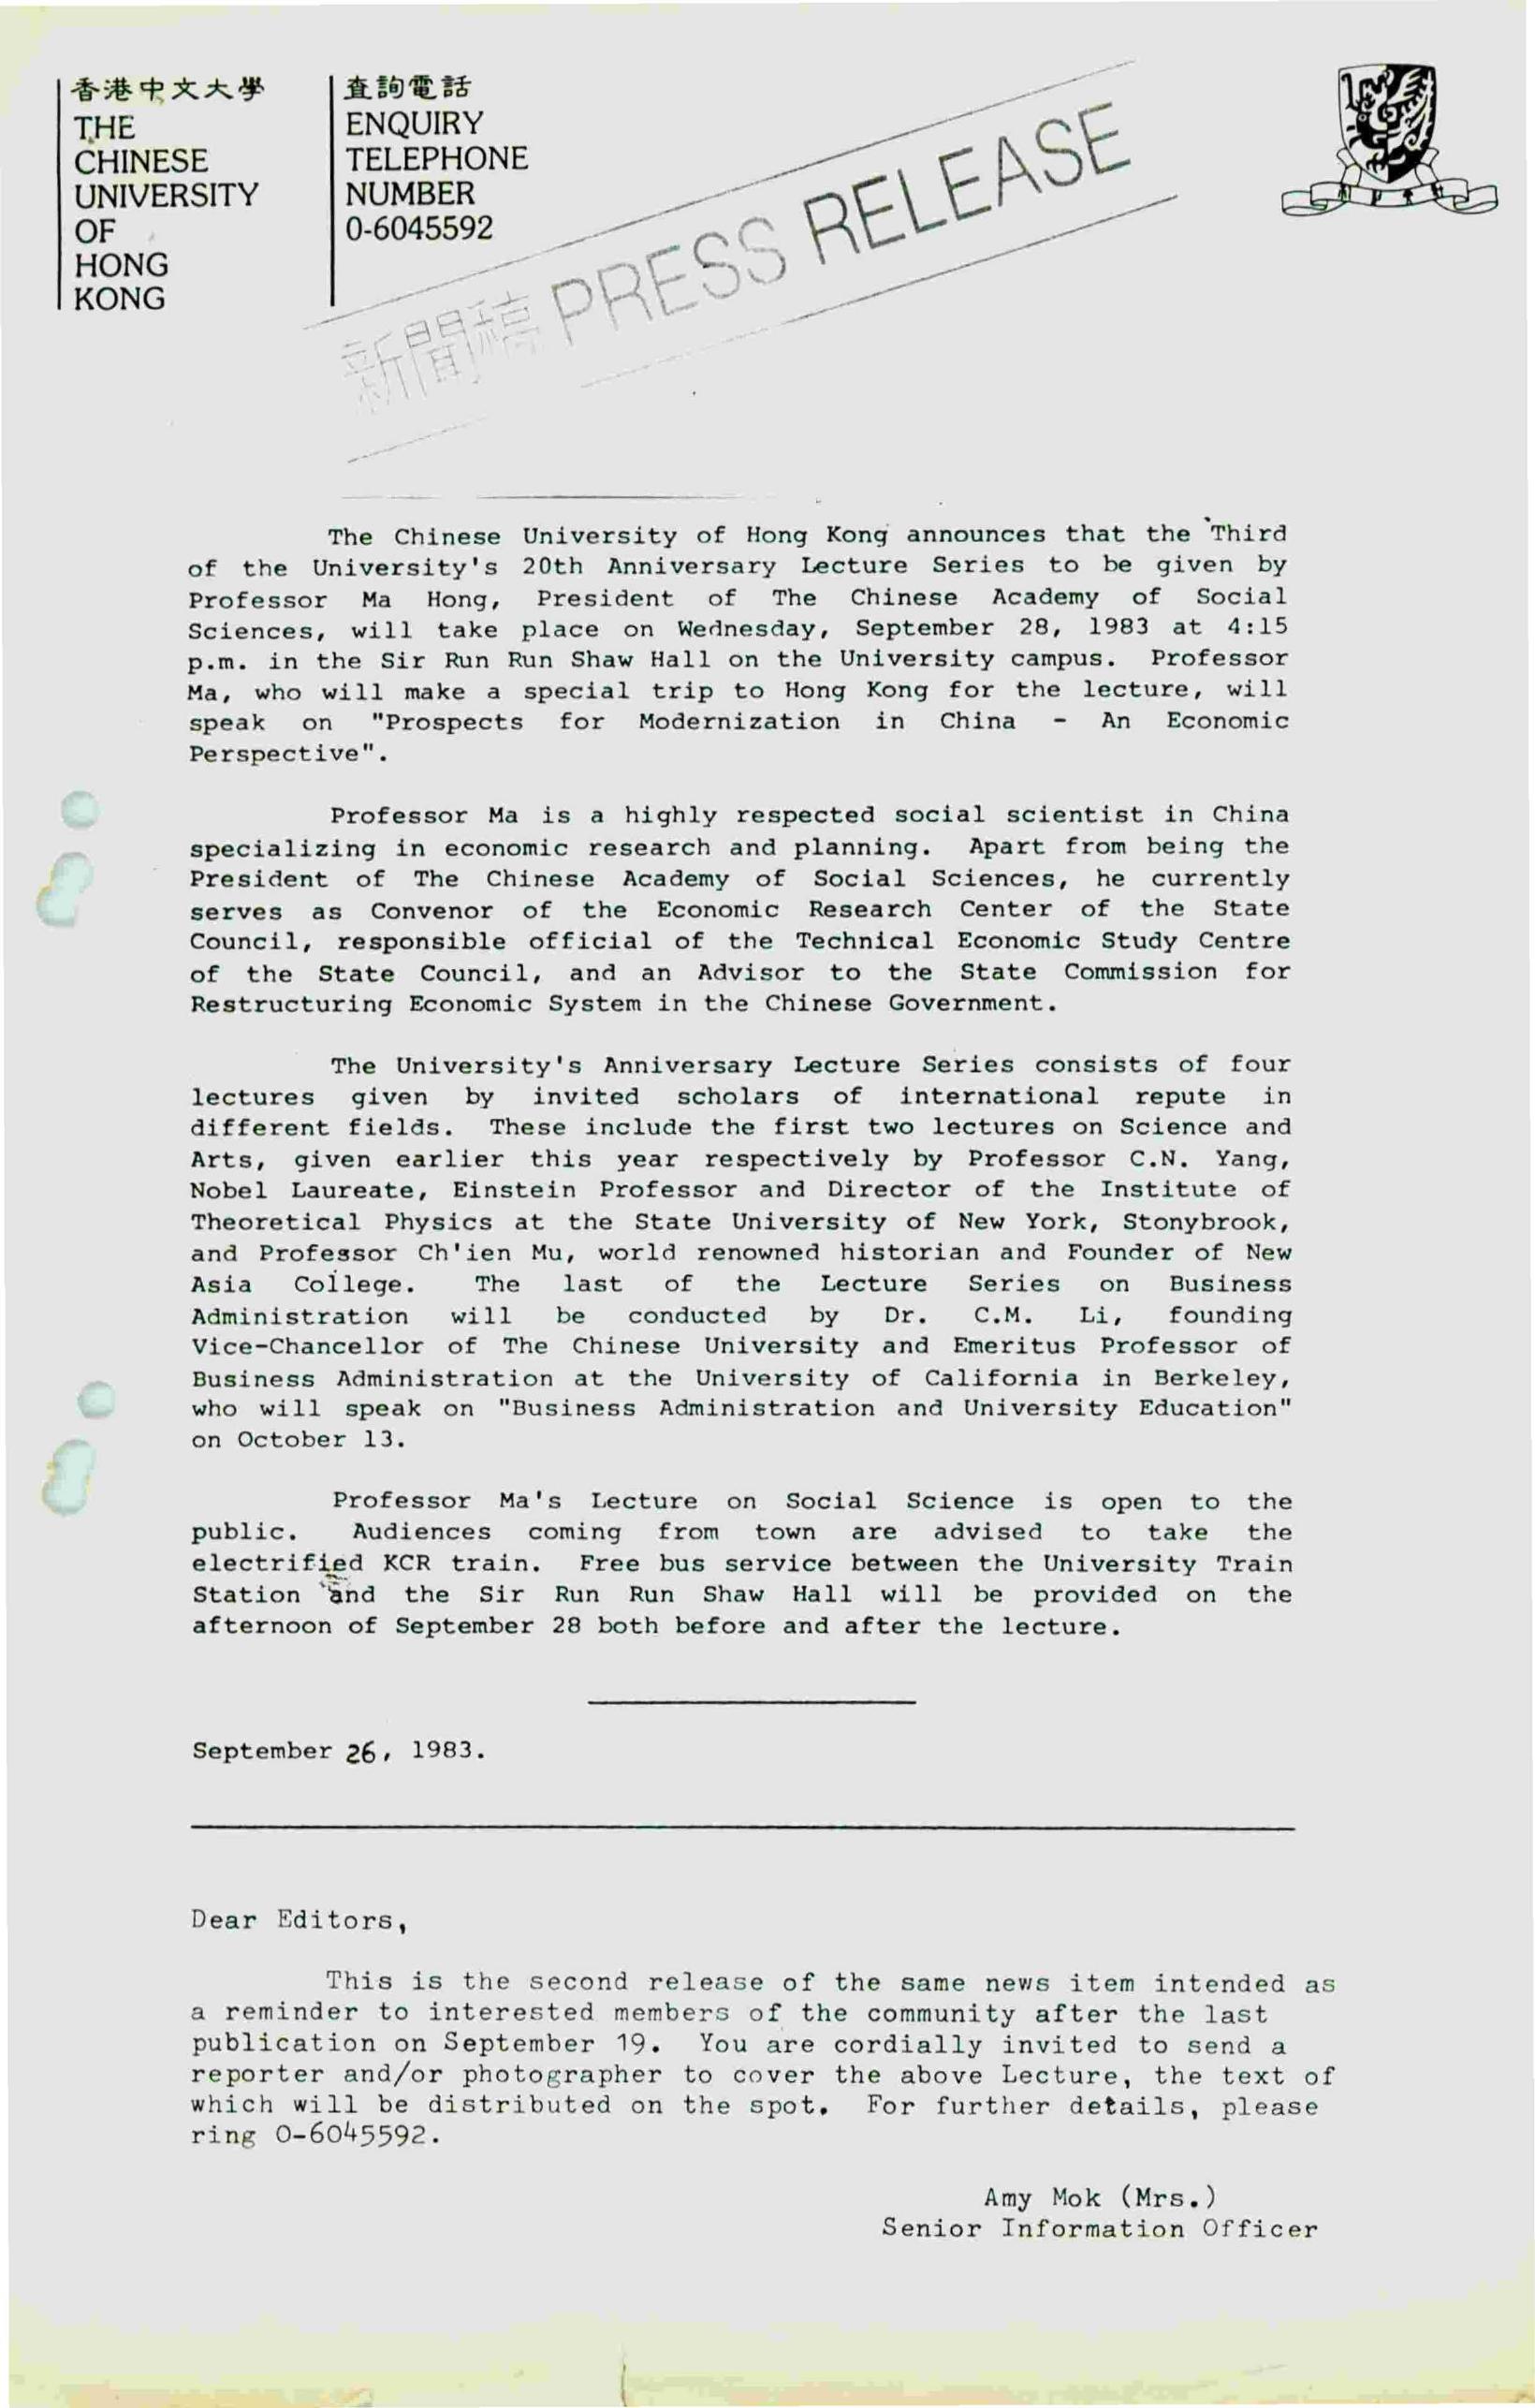 香港中文大學
THE
CHINESE
UNIVERSITY
OF
HONG
KONG
查詢電話
ENQUIRY
TELEPHONE
NUMBER
0-6045592
新聞稿 PRESS RELEASE
The Chinese University of Hong Kong announces that the Third
of the University's 20th Anniversary Lecture Series to be given by
Professor Ma Hong, President of The Chinese Academy of Social
Sciences, will take place on Wednesday, September 28, 1983 at 4:15
p.m. in the Sir Run Run Shaw Hall on the University campus. Professor
Ma, who will make a special trip to Hong Kong for the lecture, will
speak on "Prospects for Modernization in China - An Economic
Perspective".
Professor Ma is a highly respected social scientist in China
specializing in economic research and planning. Apart from being the
President of The Chinese Academy of Social Sciences, he currently
serves as Convenor of the Economic Research Center of the State
Council, responsible official of the Technical Economic Study Centre
of the State Council, and an Advisor to the State Commission for
Restructuring Economic System in the Chinese Government.
The University's Anniversary Lecture Series consists of four
lectures given by invited scholars of international repute in
different fields. These include the first two lectures on Science and
Arts, given earlier this year respectively by Professor C.N. Yang,
Nobel Laureate, Einstein Professor and Director of the Institute of
Theoretical Physics at the State University of New York, Stonybrook,
and Professor Ch'ien Mu, world renowned historian and Founder of New
Asia College. The last of the Lecture Series on Business
Administration will be conducted by Dr. C.M. Li, founding
Vice-Chancellor of The Chinese University and Emeritus Professor of
Business Administration at the University of California in Berkeley,
who will speak on "Business Administration and University Education"
on October 13.
Professor Ma's Lecture on Social Science is open to the
public. Audiences coming from town are advised to take the
electrified KCR train. Free bus service between the University Train
Station and the Sir Run Run Shaw Hall will be provided on the
afternoon of September 28 both before and after the lecture.
September 26, 1983.
Dear Editors,
This is the second release of the same news item intended as
a reminder to interested members of the community after the last
publication on September 19. You are cordially invited to send a
reporter and/or photographer to cover the above Lecture, the text of
which will be distributed on the spot. For further details, please
ring 0-6045592.
Amy Mok (Mrs.)
Senior Information Officer